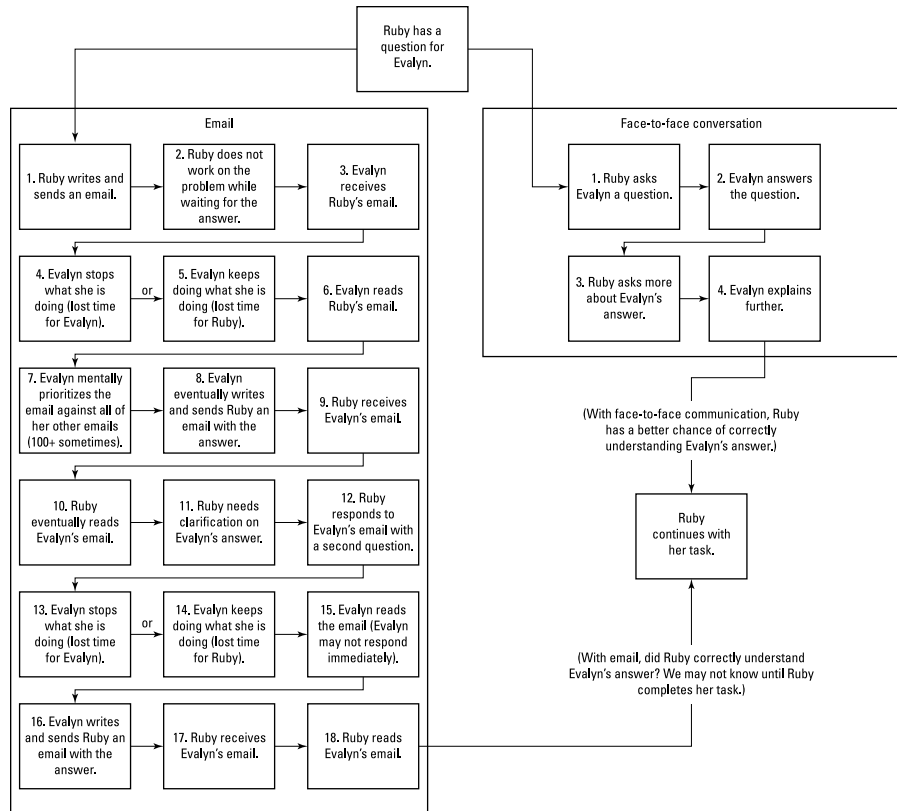 Ruby has a
question for
Evalyn.
Email
1. Ruby writes and
sends an email.
2. Ruby does not
work on the
problem while
waiting for the
answer.
3. Evalyn
receives
Ruby's email.
4. Evalyn stops
what she is
doing (lost time
for Evalyn).
or
5. Evalyn keeps
doing what she is
doing (lost time
for Ruby).
6. Evalyn reads
Ruby's email.
7. Evalyn mentally
prioritizes the
email against all of
her other emails
(100+ sometimes).
8. Evalyn
eventually writes
and sends Ruby an
email with the
answer.
9. Ruby receives
Evalyn's email.
10. Ruby
eventually reads
Evalyn's email.
11. Ruby needs
clarification on
Evalyn's answer.
12. Ruby
responds to
Evalyn's email with
a second question.
13. Evalyn stops
what she is
doing (lost time
for Evalyn).
or
14. Evalyn keeps
doing what she is
doing (lost time
for Ruby).
15. Evalyn reads
the email (Evalyn
may not respond
immediately).
16. Evalyn writes
and sends Ruby an
email with the
answer.
17. Ruby receives
Evalyn's email.
18. Ruby reads
Evalyn's email.
Face-to-face conversation
1. Ruby asks
Evalyn a question.
2. Evalyn answers
the question.
3. Ruby asks more
about Evalyn's
answer.
4. Evalyn explains
further.
(With face-to-face communication, Ruby
has a better chance of correctly
understanding Evalyn's answer.)
Ruby
continues with
her task.
(With email, did Ruby correctly understand
Evalyn's answer? We may not know until Ruby
completes her task.)